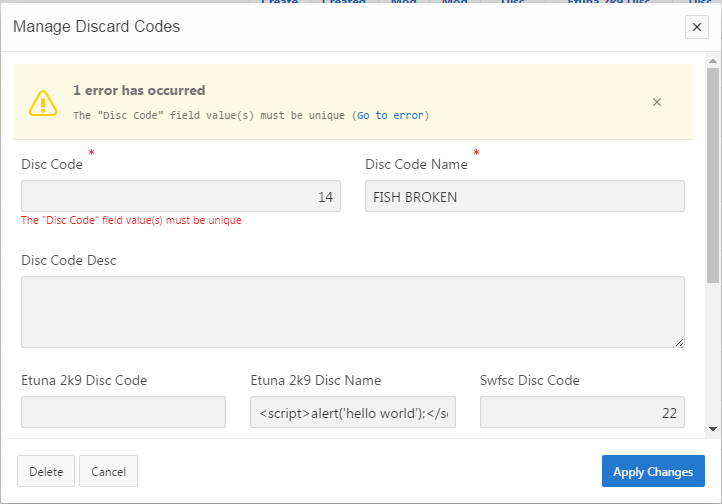 Create Created Mod Mod Disc Etuna 2k9 Disc Disc
Manage Discard Codes
1 error has occurred
The "Disc Code" field value(s) must be unique (Go to error)
Disc Code * Disc Code Name *
14 FISH BROKEN
The "Disc Code" field value(s) must be unique
Disc Code Desc
Etuna 2k9 Disc Code Etuna 2k9 Disc Name Swfsc Disc Code
<script>alert('hello world');</sc 22
Delete Cancel Apply Changes